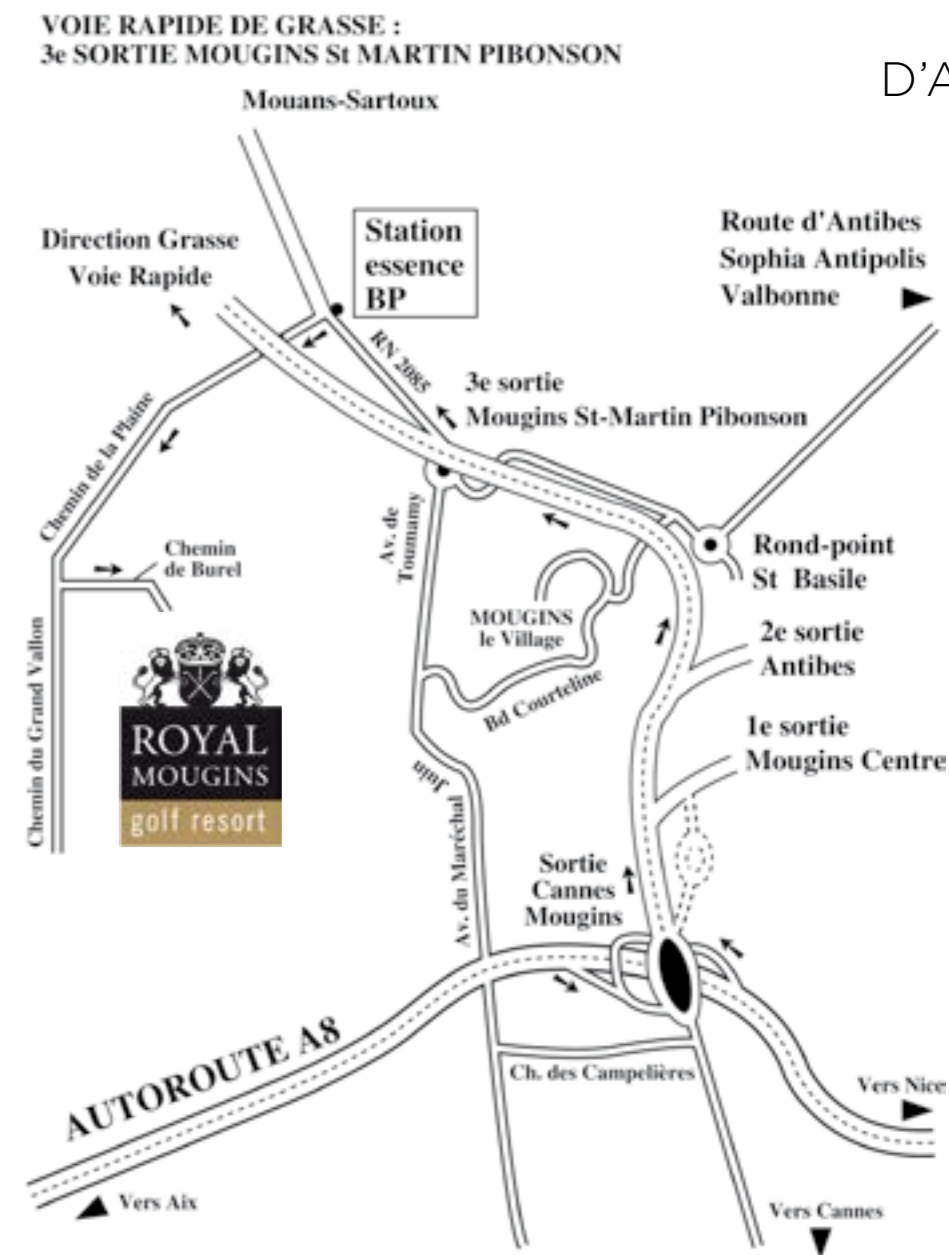 VOIE RAPIDE DE GRASSE :
3e SORTIE MOUGINS St MARTIN PIBONSON
D'A
Mouans-Sartoux
Direction Grasse
Voie Rapide
Station
essence
BP
Route d'Antibes
Sophia Antipolis
Valbonne
RN 2085
3e sortie
Mougins St-Martin Pibonson
Chemin de la Plaine
Av. de
Tournamy
Chemin
de Burel
Rond-point
St Basile
MOUGINS
le Village
2e sortie
Antibes
Bd Courteline
Chemin du Grand Vallon
ROYAL
MOUGINS
golf resort
1e sortie
Mougins Centre
Juin
Av. du Maréchal
Sortie
Cannes
Mougins
AUTOROUTE A8
Ch. des Campelières
Vers Nice
Vers Aix
Vers Cannes